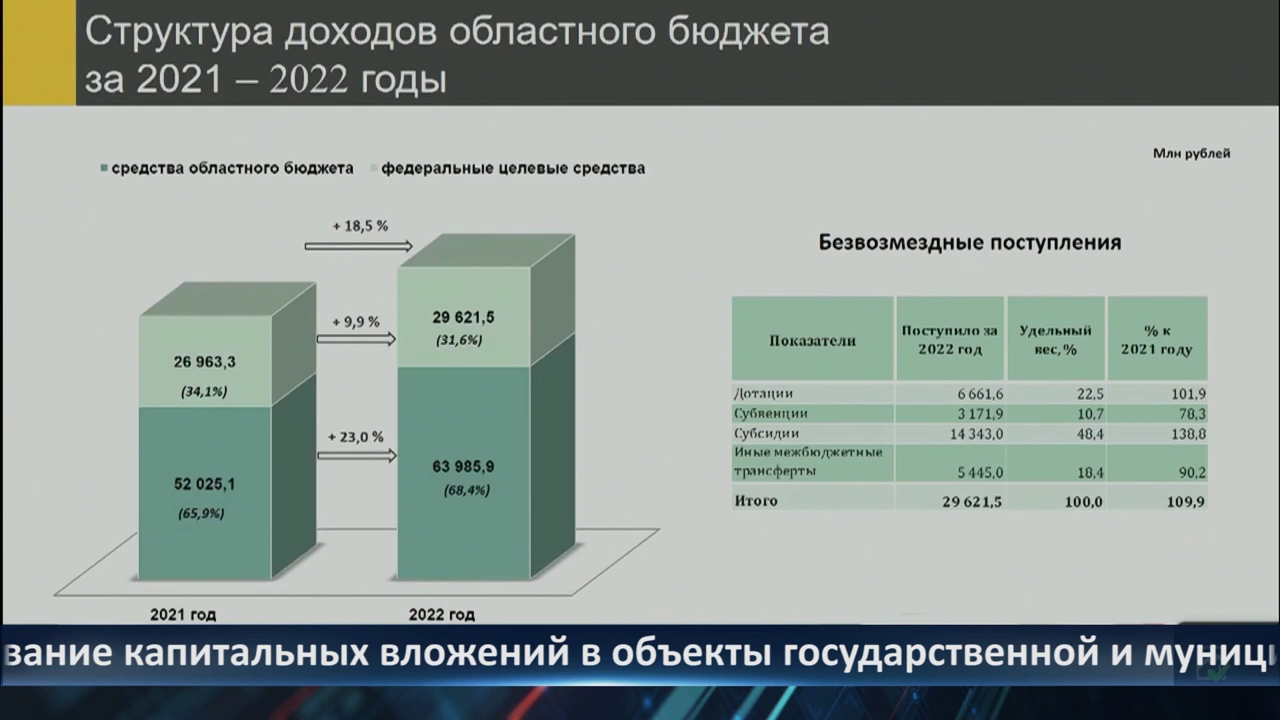 Структура доходов областного бюджета
за 2021 – 2022 годы
средства областного бюджета федеральные целевые средства
Млн рублей
+ 18,5 %
+ 9,9 %
+ 23,0 %
26 963,3
(34,1%)
52 025,1
(65,9%)
29 621,5
(31,6%)
63 985,9
(68,4%)
2021 год 2022 год
Безвозмездные поступления
Показатели Поступило за 2022 год Удельный вес,% % к 2021 году
Дотации 6 661,6 22,5 101,9
Субвенции 3 171,9 10,7 78,3
Субсидии 14 343,0 48,4 138,8
Иные межбюджетные
трансферты 5 445,0 18,4 90,2
Итого 29 621,5 100,0 109,9
вание капитальных вложений в объекты государственной и муници